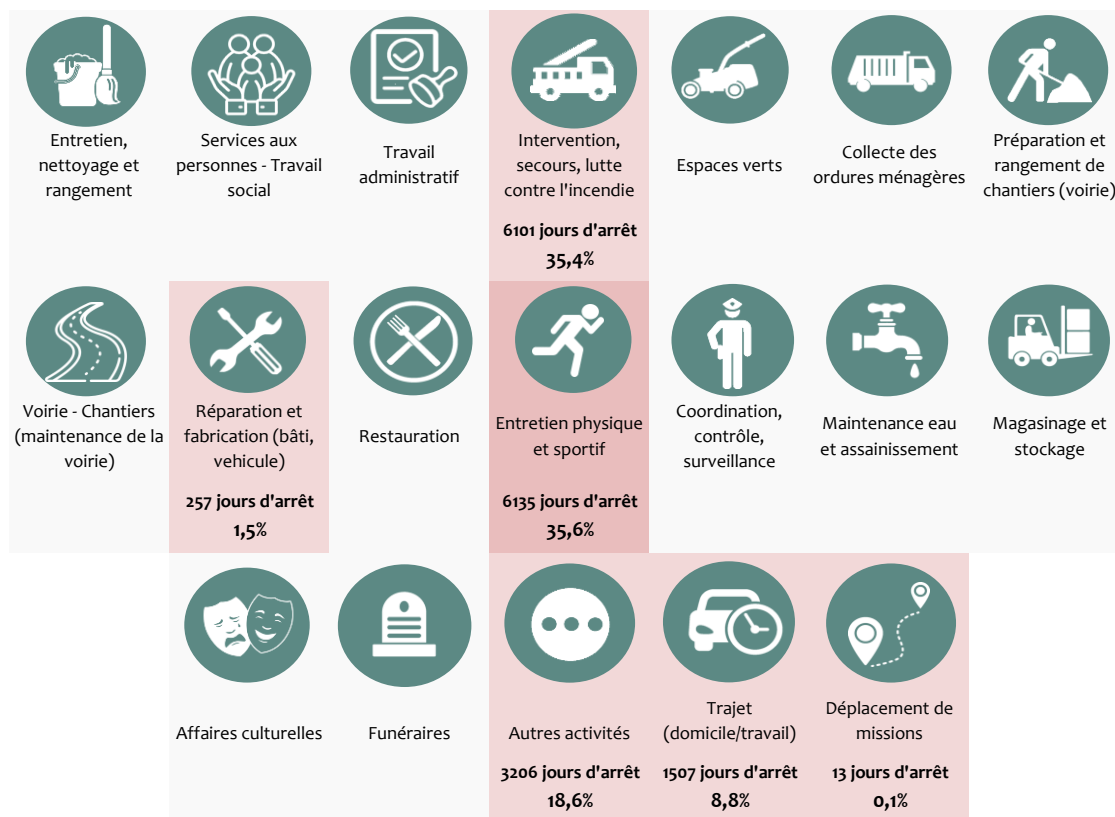 Entretien,
nettoyage et
rangement
Services aux
personnes - Travail
social
Travail
administratif
Intervention,
secours, lutte
contre l'incendie
6101 jours d'arrêt
35,4%
Espaces verts
Collecte des
ordures ménagères
Préparation et
rangement de
chantiers (voirie)
Voirie - Chantiers
(maintenance de la
voirie)
Réparation et
fabrication (bâti,
vehicule)
257 jours d'arrêt
1,5%
Restauration
Entretien physique
et sportif
6135 jours d'arrêt
35,6%
Coordination,
contrôle,
surveillance
Maintenance eau
et assainissement
Magasinage et
stockage
Affaires culturelles
Funéraires
Autres activités
3206 jours d'arrêt
18,6%
Trajet
(domicile/travail)
1507 jours d'arrêt
8,8%
Déplacement de
missions
13 jours d'arrêt
0,1%